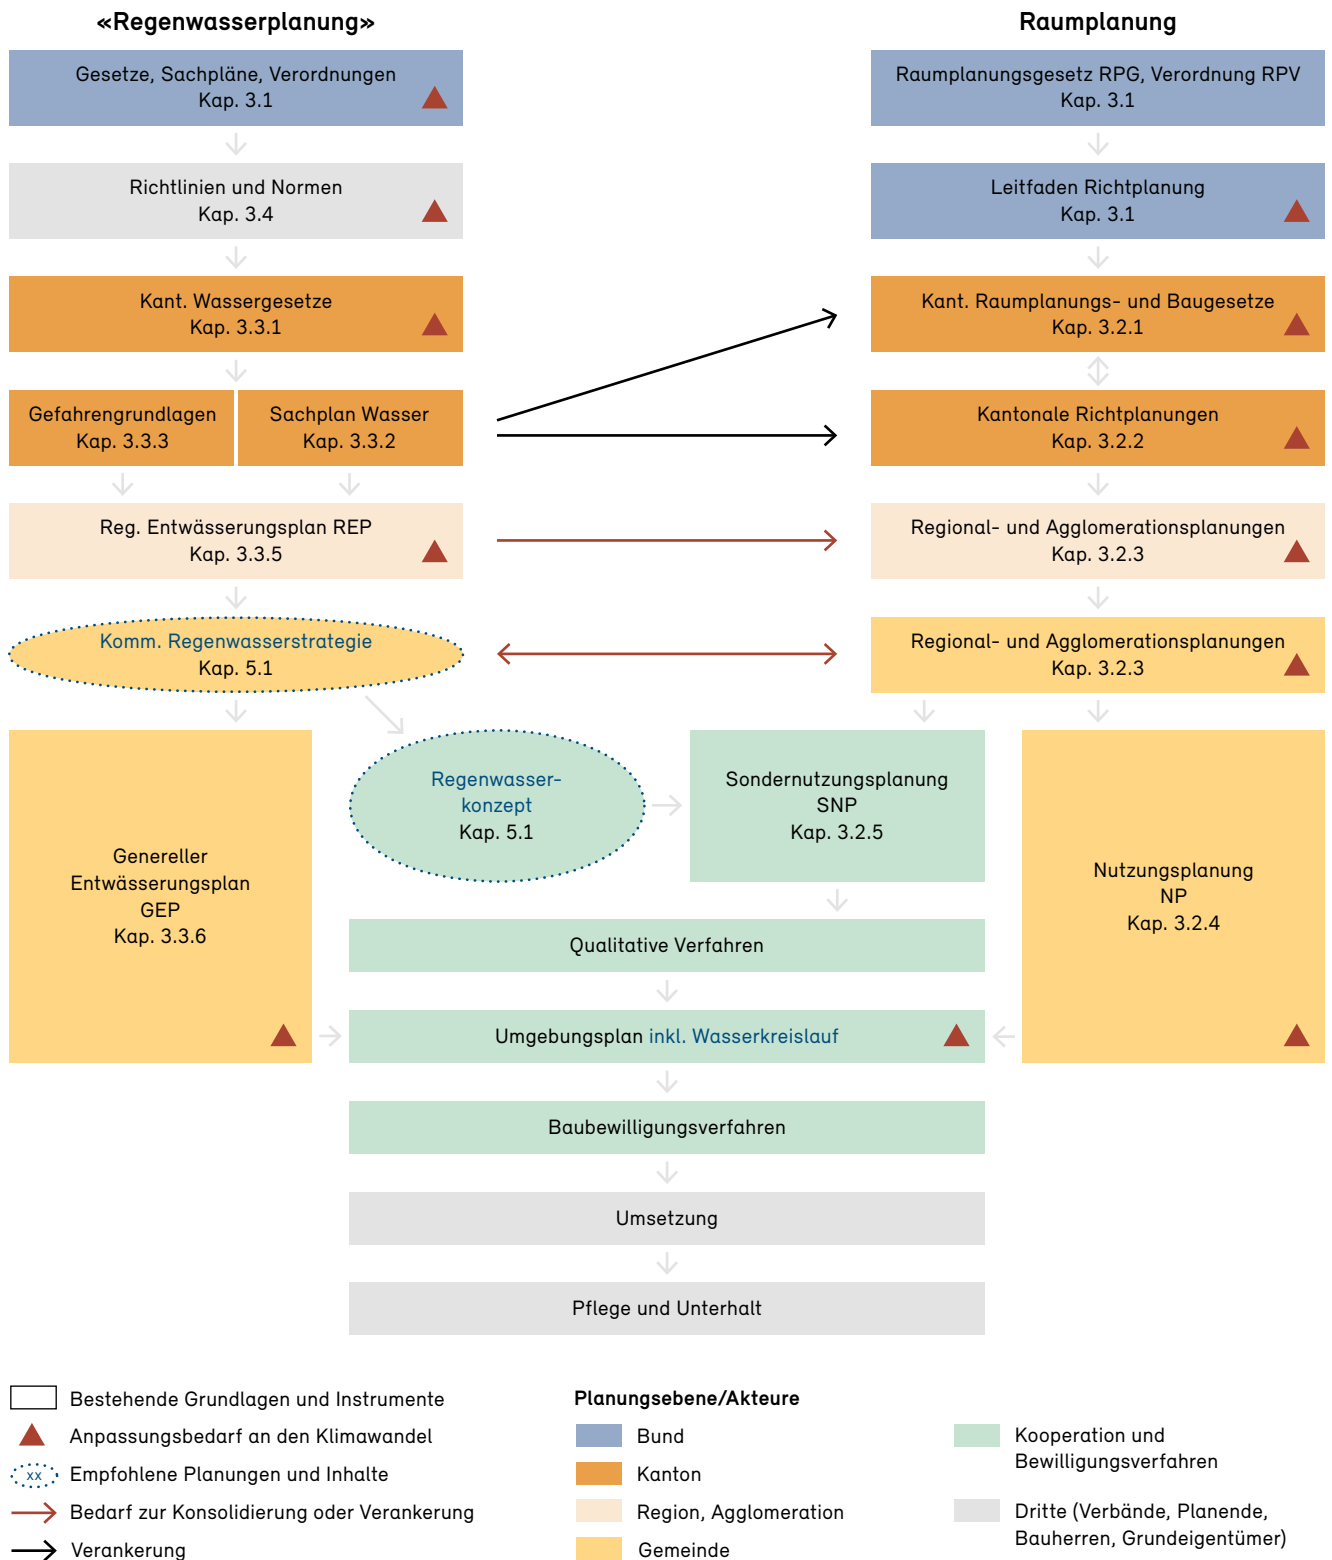 «Regenwasserplanung»
Raumplanung
Gesetze, Sachpläne, Verordnungen
Kap. 3.1
Raumplanungsgesetz RPG, Verordnung RPV
Kap. 3.1
Richtlinien und Normen
Kap. 3.4
Leitfaden Richtplanung
Kap. 3.1
Kant. Wassergesetze
Kap. 3.3.1
Kant. Raumplanungs- und Baugesetze
Kap. 3.2.1
Gefahrengrundlagen
Kap. 3.3.3
Sachplan Wasser
Kap. 3.3.2
Kantonale Richtplanungen
Kap. 3.2.2
Reg. Entwässerungsplan REP
Kap. 3.3.5
Regional- und Agglomerationsplanungen
Kap. 3.2.3
Komm. Regenwasserstrategie
Kap. 5.1
Regional- und Agglomerationsplanungen
Kap. 3.2.3
Genereller
Entwässerungsplan
GEP
Kap. 3.3.6
Regenwasser-
konzept
Kap. 5.1
Sondernutzungsplanung
SNP
Kap. 3.2.5
Nutzungsplanung
NP
Kap. 3.2.4
Qualitative Verfahren
Umgebungsplan inkl. Wasserkreislauf
Baubewilligungsverfahren
Umsetzung
Pflege und Unterhalt
Bestehende Grundlagen und Instrumente
Anpassungsbedarf an den Klimawandel
xx Empfohlene Planungen und Inhalte
Bedarf zur Konsolidierung oder Verankerung
Verankerung
Planungsebene/Akteure
Bund
Kanton
Region, Agglomeration
Gemeinde
Kooperation und
Bewilligungsverfahren
Dritte (Verbände, Planende,
Bauherren, Grundeigentümer)